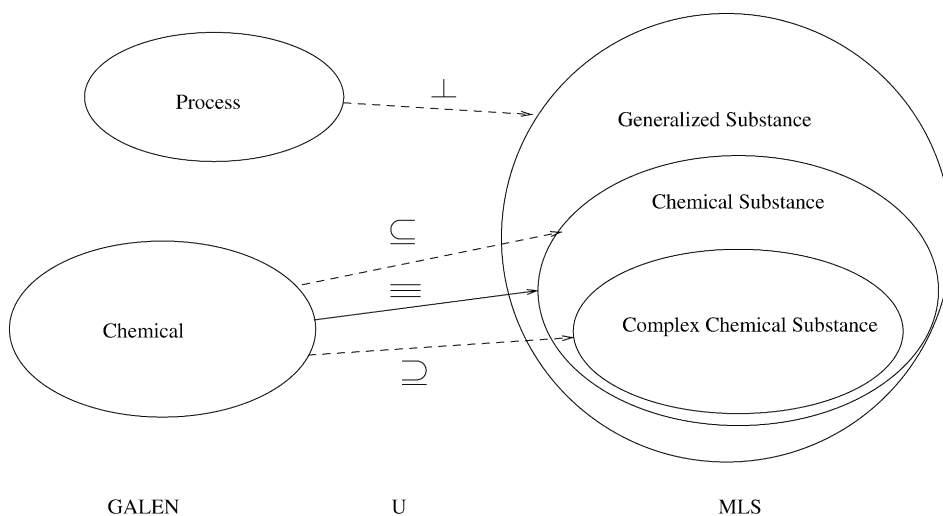 Process
⊥
Generalized Substance
Chemical Substance
⊑
≡
Chemical
Complex Chemical Substance
⊒
GALEN U MLS